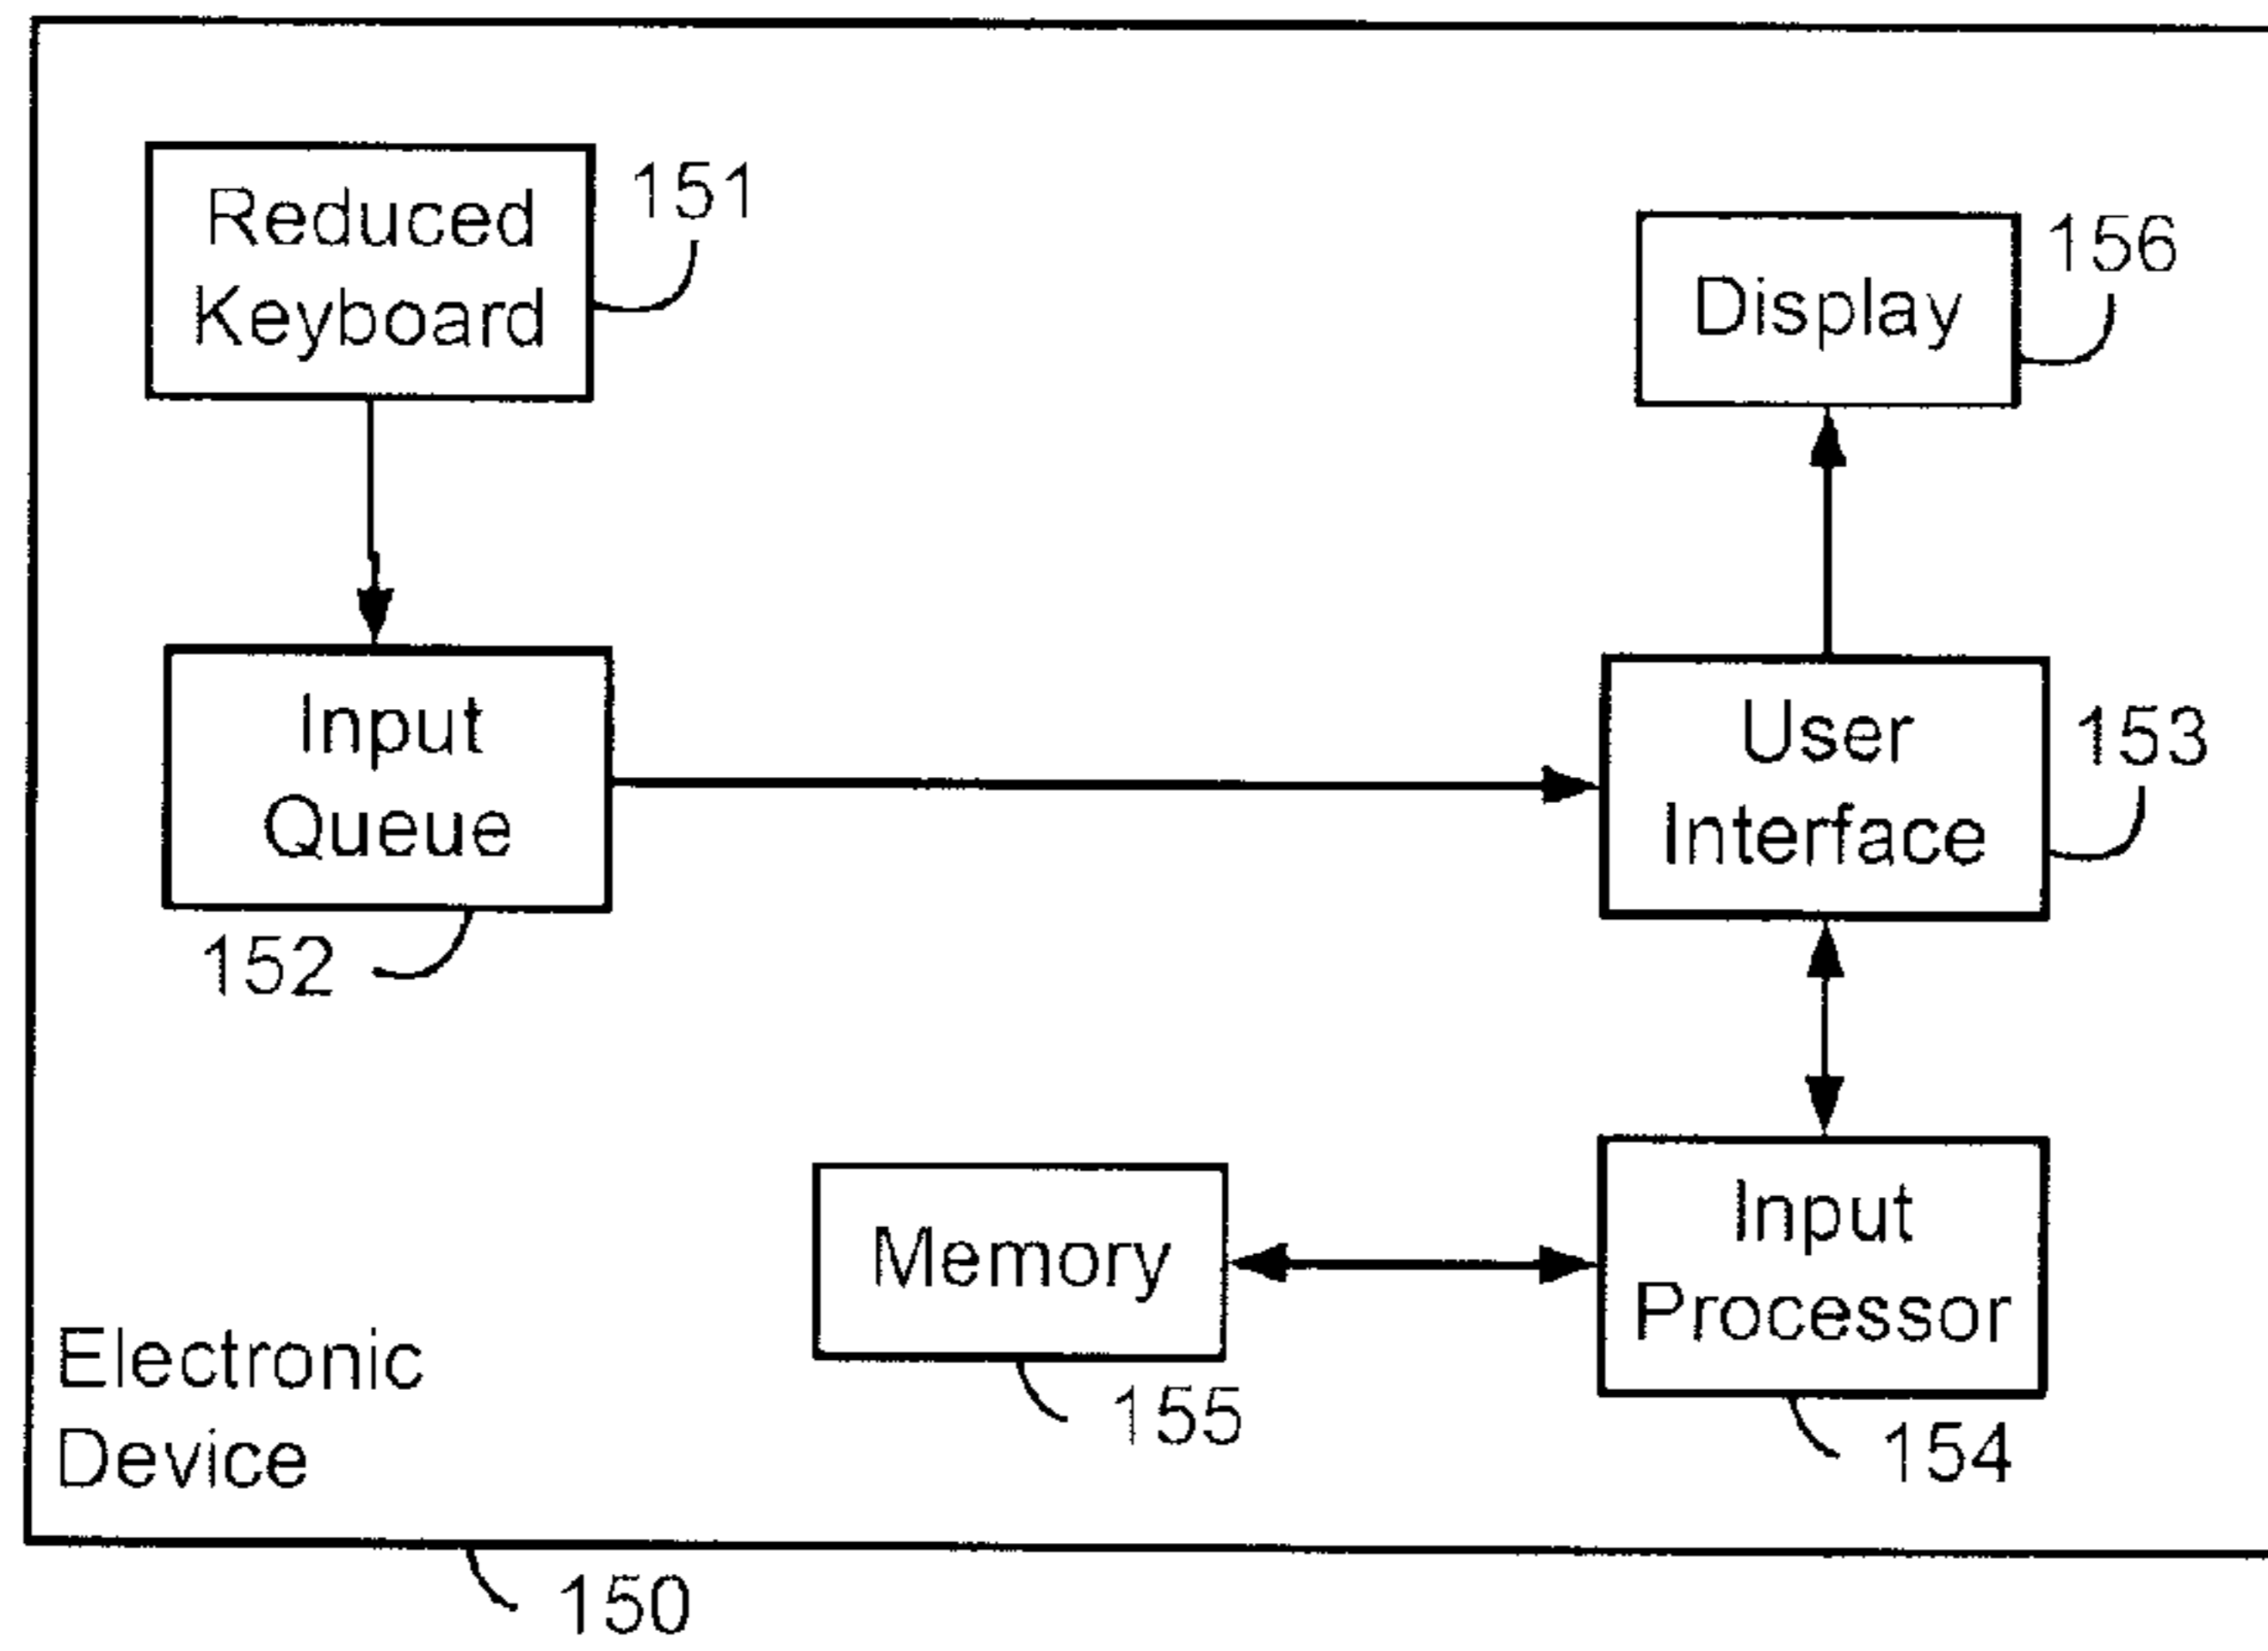 Reduced
Keyboard
151
Display
156
Input
Queue
152
User
Interface
153
Memory
155
Input
Processor
154
Electronic
Device
150